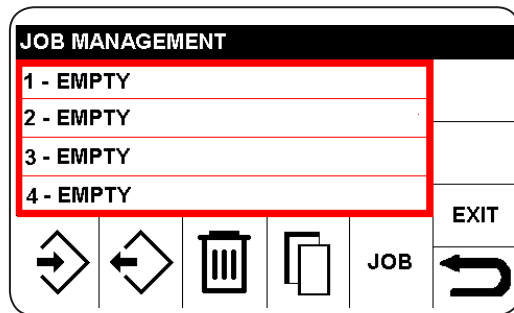 JOB MANAGEMENT
1 - EMPTY
2 - EMPTY
3 - EMPTY
4 - EMPTY
EXIT
JOB